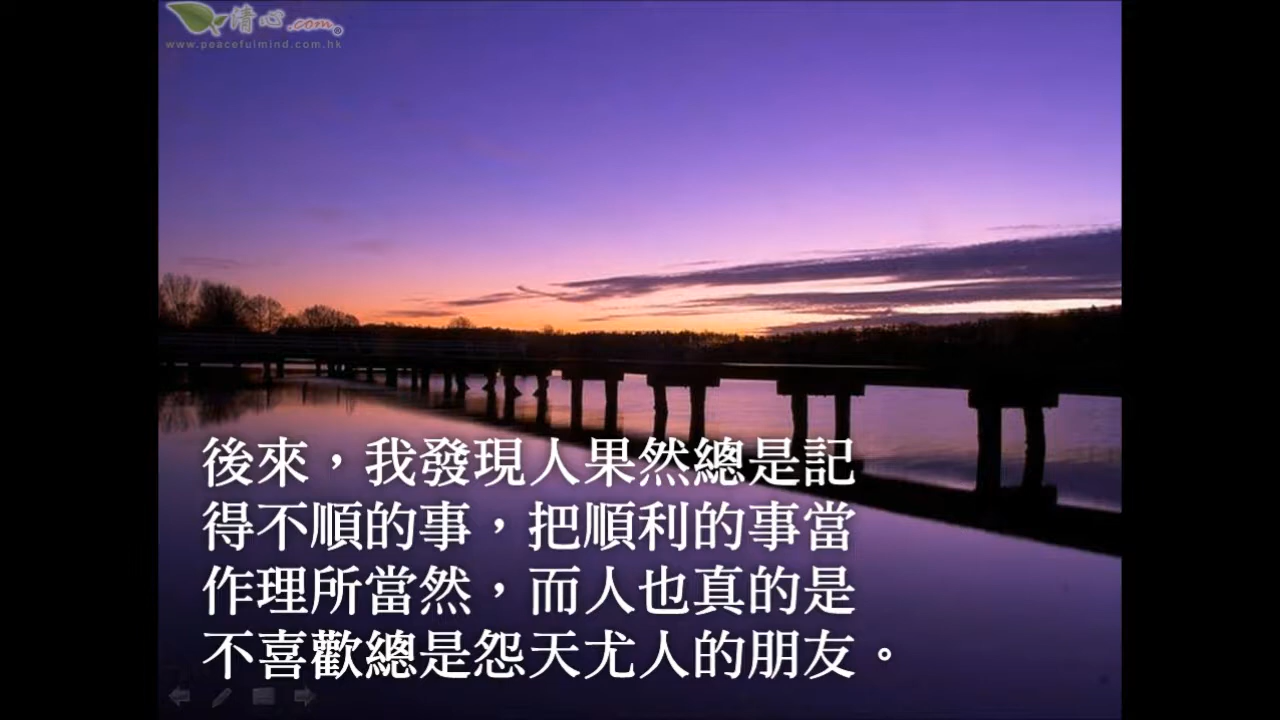 清心.com
www.peacefulmind.com.hk
後來，我發現人果然總是記
得不順的事，把順利的事當
作理所當然，而人也真的是
不喜歡總是怨天尤人的朋友。